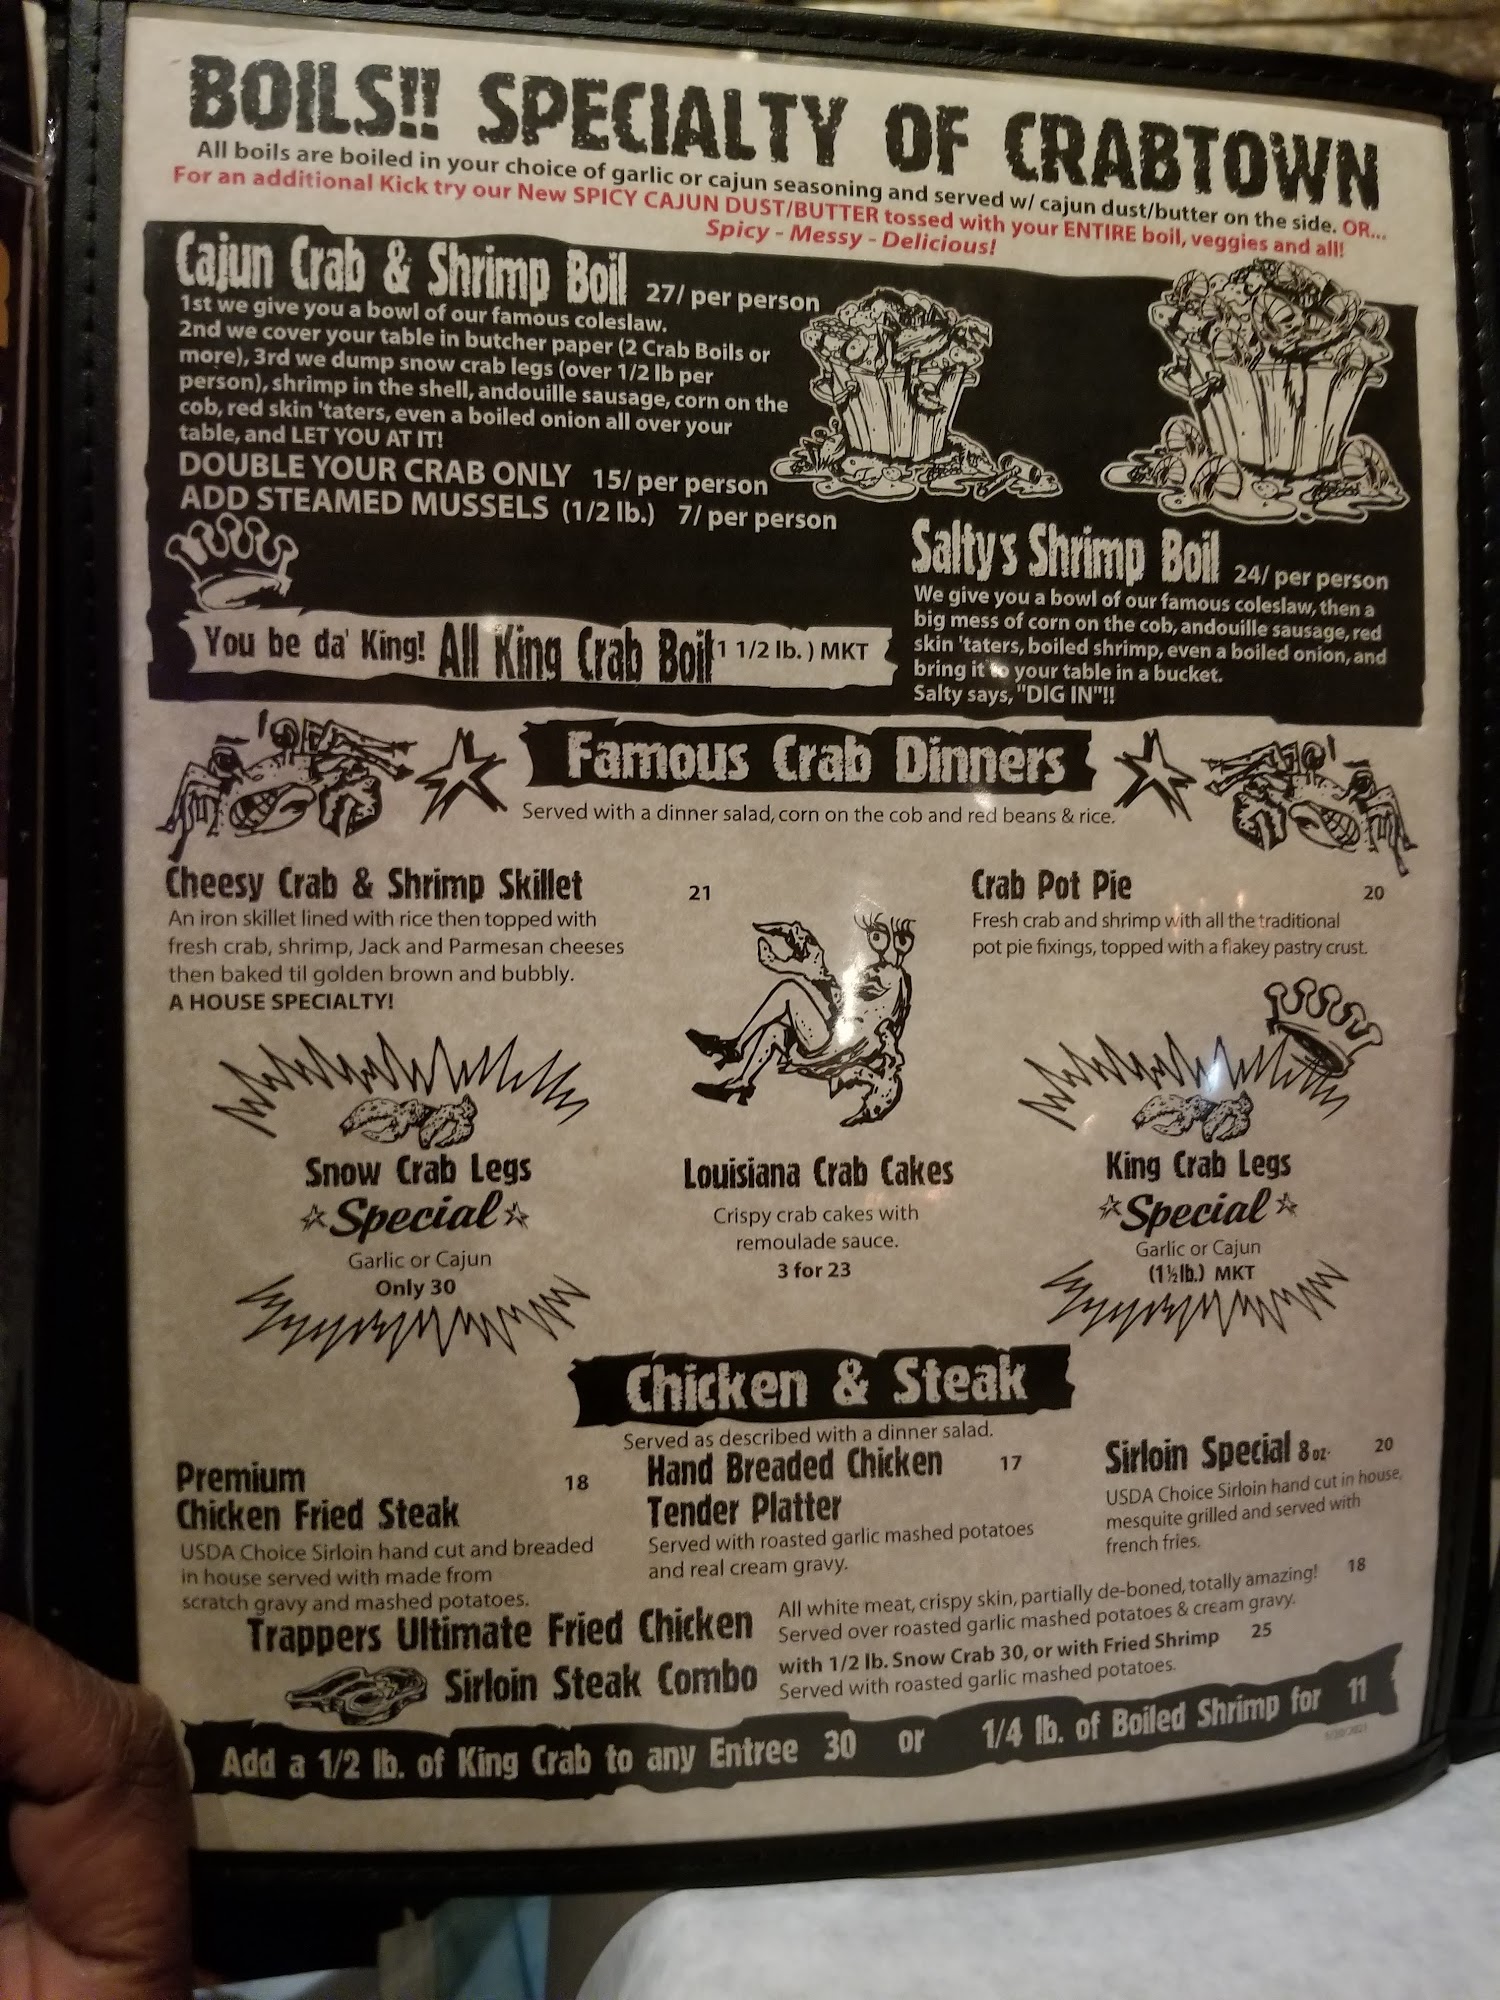 BOILS!! SPECIALTY OF CRABTOWN
All boils are boiled in your choice of garlic or cajun seasoning and served w/ cajun dust/butter on the side. OR...
For an additional Kick try our New SPICY CAJUN DUST/BUTTER tossed with your ENTIRE boil, veggies and all!
Spicy - Messy - Delicious!
Cajun Crab & Shrimp Boil 27/ per person
1st we give you a bowl of our famous coleslaw.
2nd we cover your table in butcher paper (2 Crab Boils or
more), 3rd we dump snow crab legs (over 1/2 lb per
person), shrimp in the shell, andouille sausage, corn on the
cob, red skin 'taters, even a boiled onion all over your
table, and LET YOU AT IT!
DOUBLE YOUR CRAB ONLY 15/ per person
ADD STEAMED MUSSELS (1/2 lb.) 7/ per person
You be da' King! All King Crab Boil 1 1/2 lb. ) MKT
Salty's Shrimp Boil 24/ per person
We give you a bowl of our famous coleslaw, then a
big mess of corn on the cob, andouille sausage, red
skin 'taters, boiled shrimp, even a boiled onion, and
bring it to your table in a bucket.
Salty says, "DIG IN"!!
Famous Crab Dinners
Served with a dinner salad, corn on the cob and red beans & rice.
Cheesy Crab & Shrimp Skillet 21
An iron skillet lined with rice then topped with
fresh crab, shrimp, Jack and Parmesan cheeses
then baked til golden brown and bubbly.
A HOUSE SPECIALTY!
Crab Pot Pie 20
Fresh crab and shrimp with all the traditional
pot pie fixings, topped with a flakey pastry crust.
Snow Crab Legs
Special
Garlic or Cajun
Only 30
Louisiana Crab Cakes
Crispy crab cakes with
remoulade sauce.
3 for 23
King Crab Legs
Special
Garlic or Cajun
(1½lb.) MKT
Chicken & Steak
Served as described with a dinner salad.
Premium 18
Chicken Fried Steak
USDA Choice Sirloin hand cut and breaded
in house served with made from
scratch gravy and mashed potatoes.
Hand Breaded Chicken 17
Tender Platter
Served with roasted garlic mashed potatoes
and real cream gravy.
Sirloin Special 8 oz. 20
USDA Choice Sirloin hand cut in house,
mesquite grilled and served with
french fries.
Trappers Ultimate Fried Chicken
All white meat, crispy skin, partially de-boned, totally amazing! 18
Served over roasted garlic mashed potatoes & cream gravy.
Sirloin Steak Combo
with 1/2 lb. Snow Crab 30, or with Fried Shrimp 25
Served with roasted garlic mashed potatoes.
Add a 1/2 lb. of King Crab to any Entree 30 or 1/4 lb. of Boiled Shrimp for 11